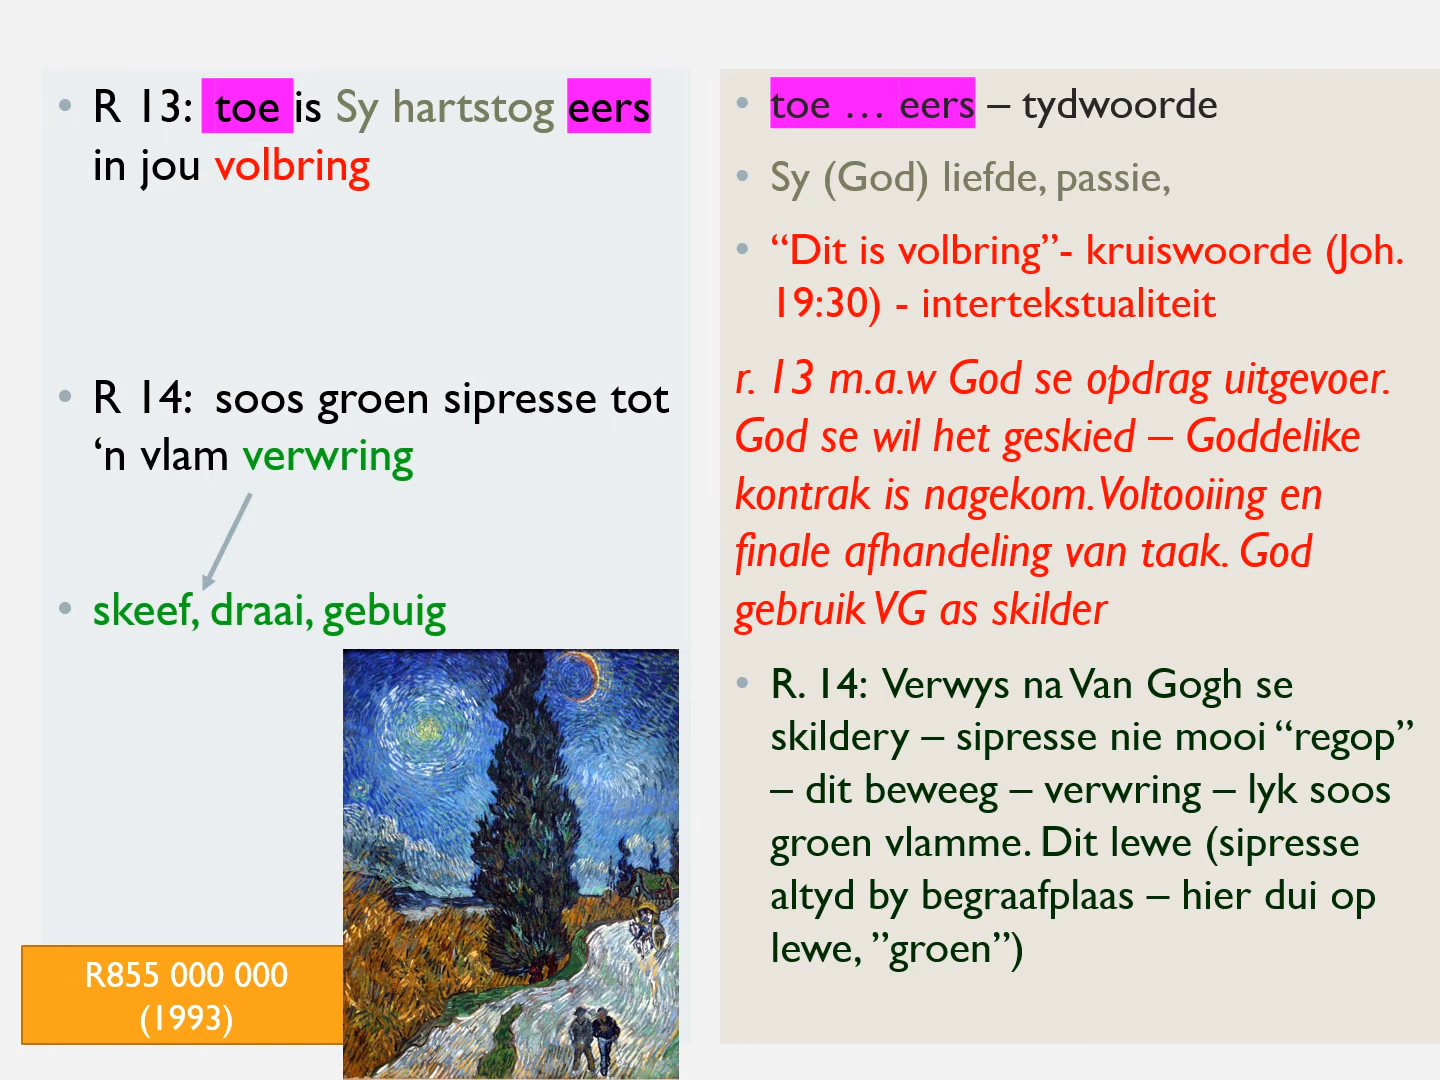 • R 13: toe is Sy hartstog eers
in jou volbring
• R 14: soos groen sipresse tot
‘n vlam verwring
• skeef, draai, gebuig
R855 000 000
(1993)
• toe … eers – tydwoorde
• Sy (God) liefde, passie,
• “Dit is volbring”- kruiswoorde (Joh.
19:30) - intertekstualiteit
r. 13 m.a.w God se opdrag uitgevoer.
God se wil het geskied – Goddelike
kontrak is nagekom. Voltooiing en
finale afhandeling van taak. God
gebruik VG as skilder
• R. 14: Verwys na Van Gogh se
skildery – sipresse nie mooi “regop”
– dit beweeg – verwring – lyk soos
groen vlamme. Dit lewe (sipresse
altyd by begraafplaas – hier dui op
lewe, ”groen”)